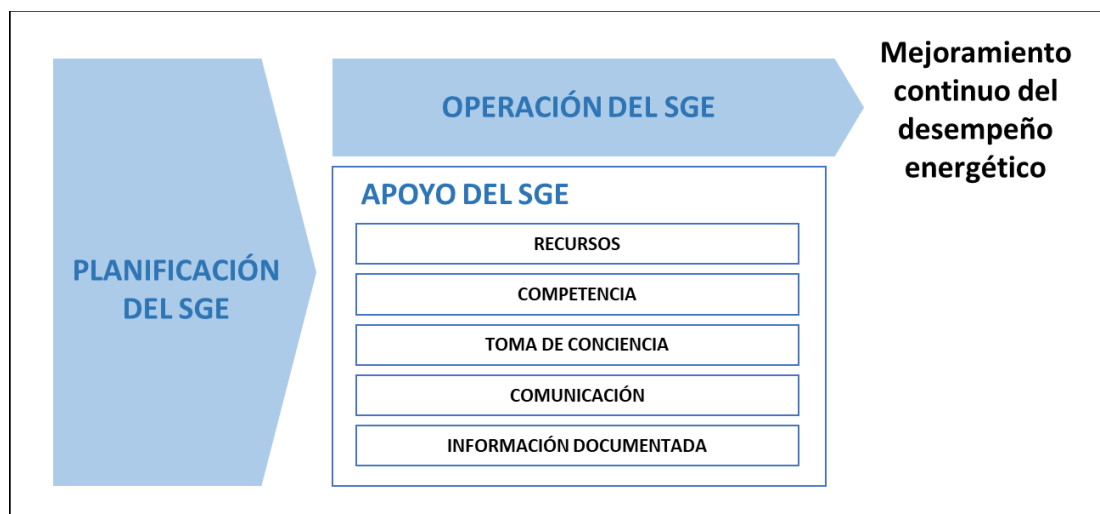 PLANIFICACIÓN
DEL SGE
OPERACIÓN DEL SGE
APOYO DEL SGE
RECURSOS
COMPETENCIA
TOMA DE CONCIENCIA
COMUNICACIÓN
INFORMACIÓN DOCUMENTADA
Mejoramiento
continuo del
desempeño
energético